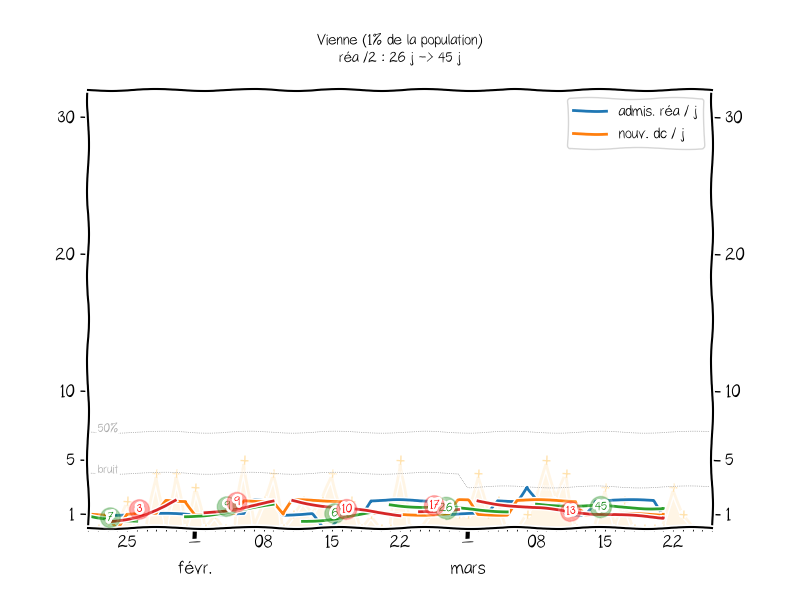 Vienne (1% de la population)
réa /2 : 26 j -> 45 j
admis. réa / j
nouv. dc / j
30 30
20 20
10 10
50%
5 5
bruit
1 1
7 3 9 9 6 10 17 26 13 45
25 08 15 22 08 15 22
févr. mars